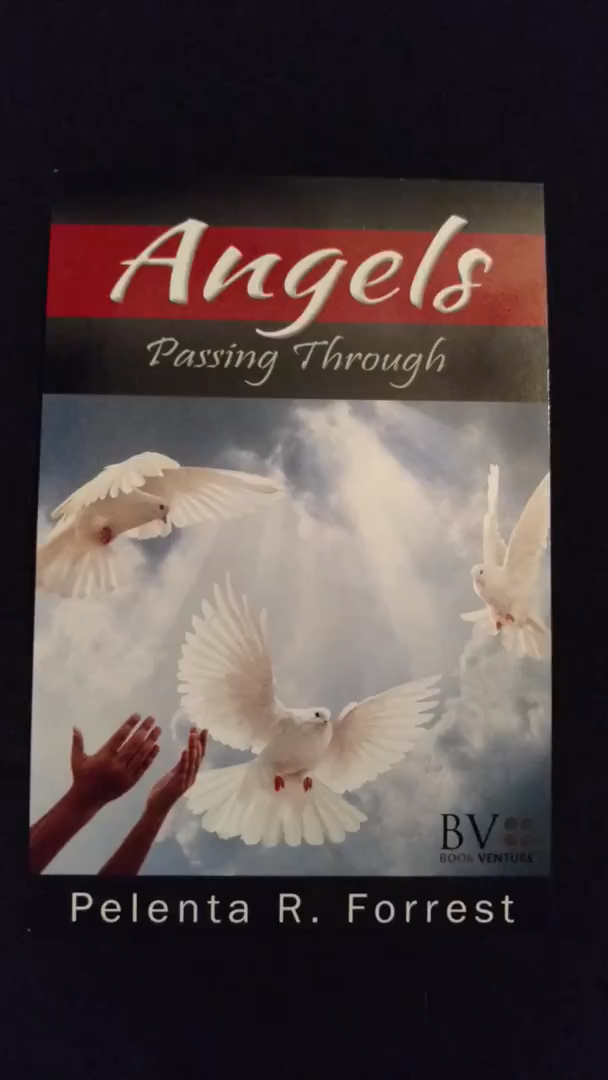 Angels
Passing Through
BV
BOOK VENTURE
Pelenta R. Forrest